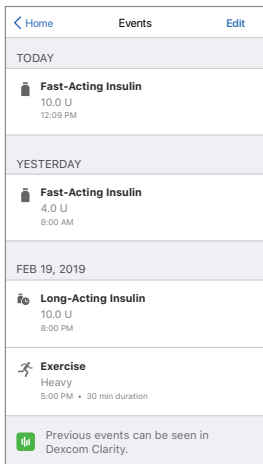 Home Events Edit
TODAY
Fast-Acting Insulin
10.0 U
12:09 PM
YESTERDAY
Fast-Acting Insulin
4.0 U
8:00 AM
FEB 19, 2019
Long-Acting Insulin
10.0 U
8:00 PM
Exercise
Heavy
5:00 PM • 30 min duration
Previous events can be seen in
Dexcom Clarity.